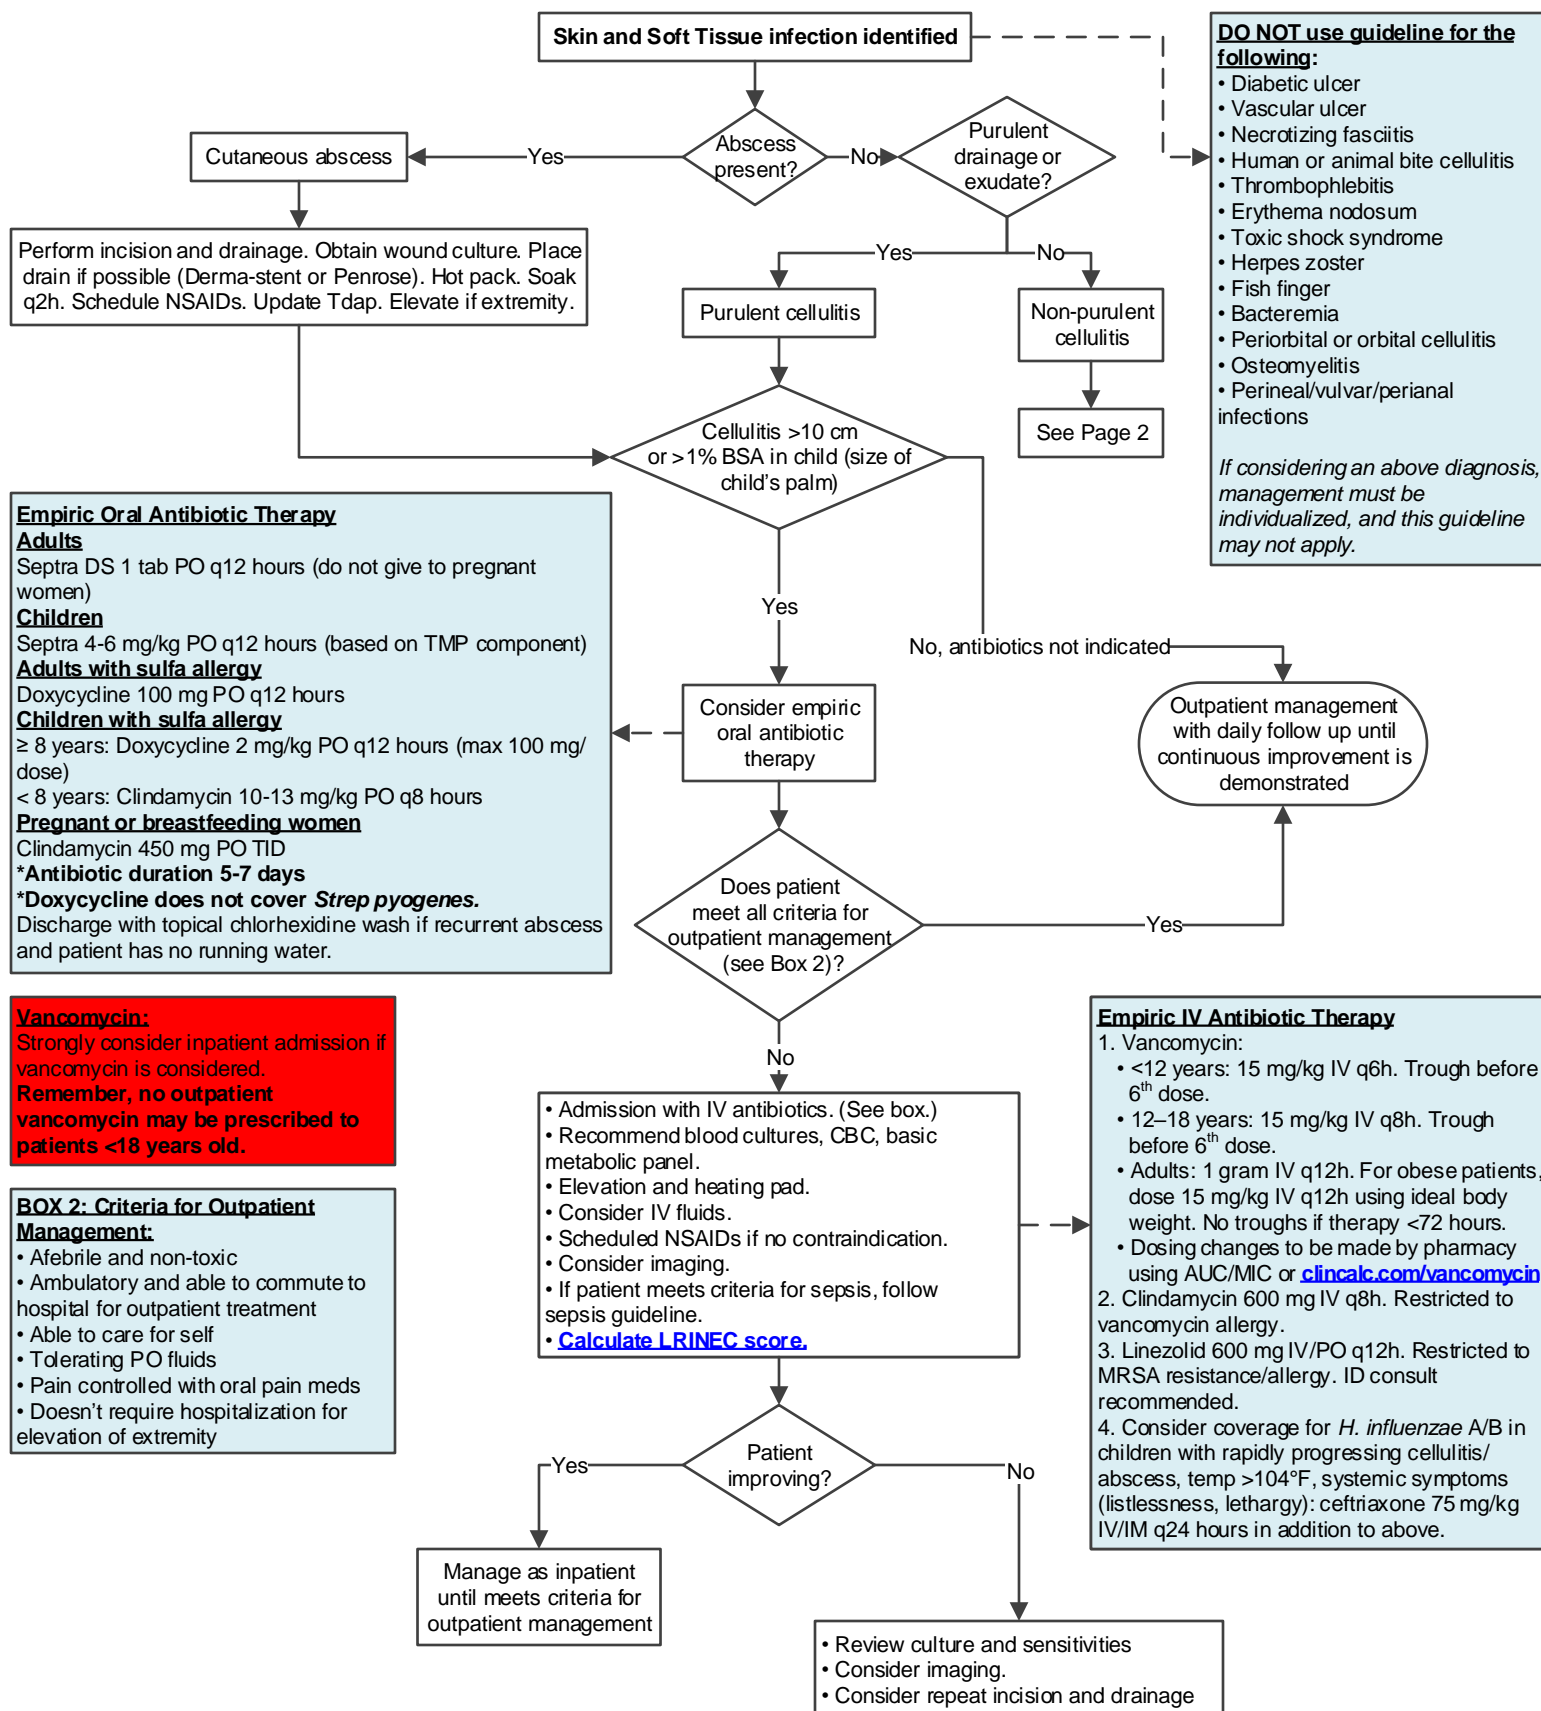 Skin and Soft Tissue infection identified
DO NOT use guideline for the
following:
• Diabetic ulcer
• Vascular ulcer
• Necrotizing fasciitis
• Human or animal bite cellulitis
• Thrombophlebitis
• Erythema nodosum
• Toxic shock syndrome
• Herpes zoster
• Fish finger
• Bacteremia
• Periorbital or orbital cellulitis
• Osteomyelitis
• Perineal/vulvar/perianal
infections
If considering an above diagnosis,
management must be
individualized, and this guideline
may not apply.
Abscess
present?
Yes
No
Cutaneous abscess
Purulent
drainage or
exudate?
Perform incision and drainage. Obtain wound culture. Place
drain if possible (Derma-stent or Penrose). Hot pack. Soak
q2h. Schedule NSAIDs. Update Tdap. Elevate if extremity.
Yes
No
Purulent cellulitis
Non-purulent
cellulitis
See Page 2
Cellulitis >10 cm
or >1% BSA in child (size of
child's palm)
Yes
No, antibiotics not indicated
Empiric Oral Antibiotic Therapy
Adults
Septra DS 1 tab PO q12 hours (do not give to pregnant
women)
Children
Septra 4-6 mg/kg PO q12 hours (based on TMP component)
Adults with sulfa allergy
Doxycycline 100 mg PO q12 hours
Children with sulfa allergy
≥ 8 years: Doxycycline 2 mg/kg PO q12 hours (max 100 mg/
dose)
< 8 years: Clindamycin 10-13 mg/kg PO q8 hours
Pregnant or breastfeeding women
Clindamycin 450 mg PO TID
*Antibiotic duration 5-7 days
*Doxycycline does not cover Strep pyogenes.
Discharge with topical chlorhexidine wash if recurrent abscess
and patient has no running water.
Consider empiric
oral antibiotic
therapy
Outpatient management
with daily follow up until
continuous improvement is
demonstrated
Does patient
meet all criteria for
outpatient management
(see Box 2)?
Yes
No
Vancomycin:
Strongly consider inpatient admission if
vancomycin is considered.
Remember, no outpatient
vancomycin may be prescribed to
patients <18 years old.
BOX 2: Criteria for Outpatient
Management:
• Afebrile and non-toxic
• Ambulatory and able to commute to
hospital for outpatient treatment
• Able to care for self
• Tolerating PO fluids
• Pain controlled with oral pain meds
• Doesn't require hospitalization for
elevation of extremity
• Admission with IV antibiotics. (See box.)
• Recommend blood cultures, CBC, basic
metabolic panel.
• Elevation and heating pad.
• Consider IV fluids.
• Scheduled NSAIDs if no contraindication.
• Consider imaging.
• If patient meets criteria for sepsis, follow
sepsis guideline.
• Calculate LRINEC score.
Empiric IV Antibiotic Therapy
1. Vancomycin:
• <12 years: 15 mg/kg IV q6h. Trough before
6th dose.
• 12–18 years: 15 mg/kg IV q8h. Trough
before 6th dose.
• Adults: 1 gram IV q12h. For obese patients,
dose 15 mg/kg IV q12h using ideal body
weight. No troughs if therapy <72 hours.
• Dosing changes to be made by pharmacy
using AUC/MIC or clincalc.com/vancomycin
2. Clindamycin 600 mg IV q8h. Restricted to
vancomycin allergy.
3. Linezolid 600 mg IV/PO q12h. Restricted to
MRSA resistance/allergy. ID consult
recommended.
4. Consider coverage for H. influenzae A/B in
children with rapidly progressing cellulitis/
abscess, temp >104°F, systemic symptoms
(listlessness, lethargy): ceftriaxone 75 mg/kg
IV/IM q24 hours in addition to above.
Patient
improving?
Yes
No
Manage as inpatient
until meets criteria for
outpatient management
• Review culture and sensitivities
• Consider imaging.
• Consider repeat incision and drainage